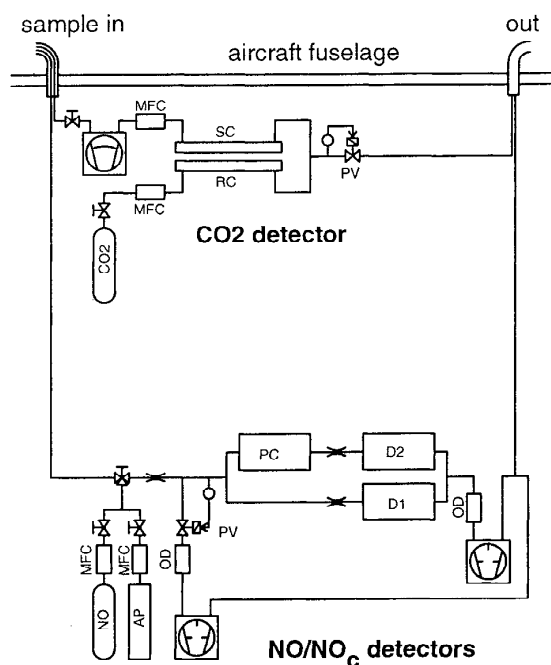 sample in
out
aircraft fuselage
MFC
SC
RC
PV
MFC
CO2 detector
CO2
PC
D2
D1
OD
MFC
MFC
OD
PV
NO
AP
NO/NOc detectors